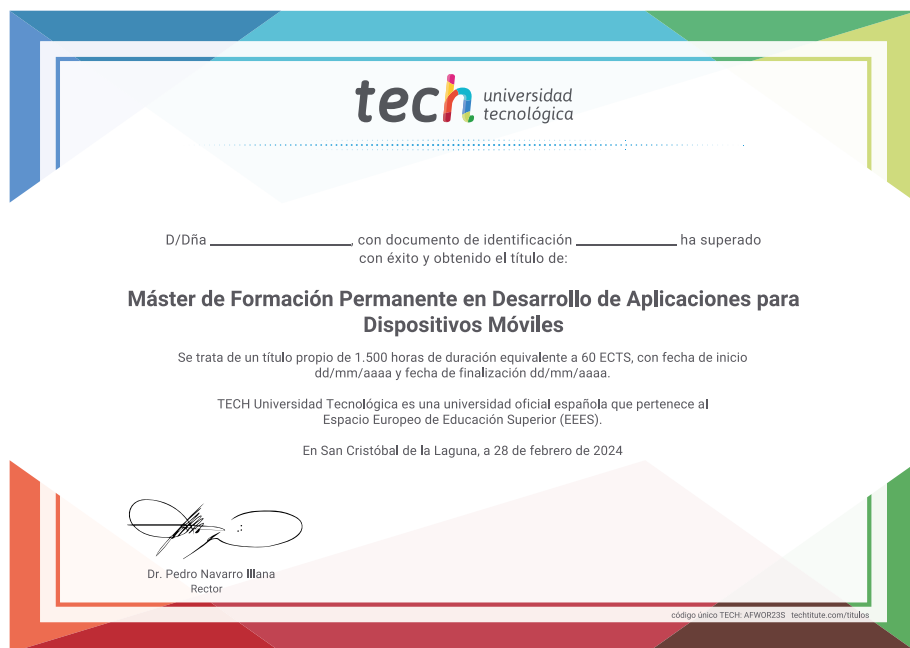 tech universidad
tecnológica
D/Dña ________________, con documento de identificación ____________ ha superado
con éxito y obtenido el título de:
Máster de Formación Permanente en Desarrollo de Aplicaciones para
Dispositivos Móviles
Se trata de un título propio de 1.500 horas de duración equivalente a 60 ECTS, con fecha de inicio
dd/mm/aaaa y fecha de finalización dd/mm/aaaa.
TECH Universidad Tecnológica es una universidad oficial española que pertenece al
Espacio Europeo de Educación Superior (EEES).
En San Cristóbal de la Laguna, a 28 de febrero de 2024
Dr. Pedro Navarro Illana
Rector
código único TECH: AFWOR23S techtitute.com/titulos